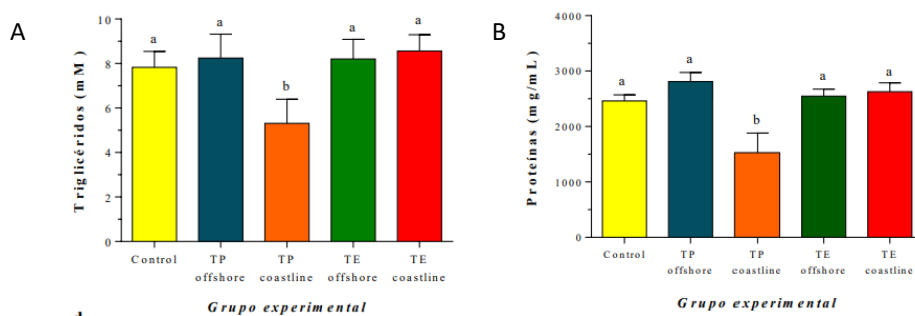 A
Triglicéridos (mM)
10
8
6
4
2
0
a
a
b
a
a
Control
TP offshore
TP coastline
TE offshore
TE coastline
Grupo experimental
B
Proteínas (mg/mL)
4000
3000
2000
1000
0
a
a
b
a
a
Control
TP offshore
TP coastline
TE offshore
TE coastline
Grupo experimental